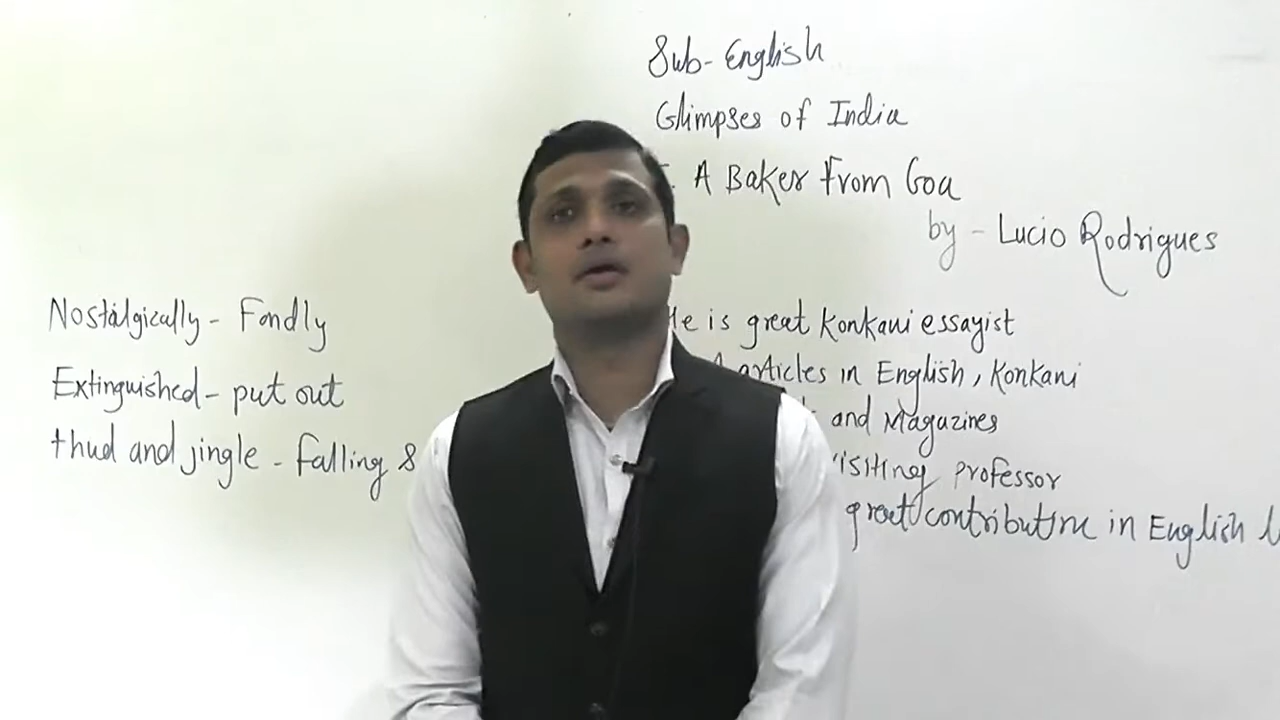 Sub- English
Glimpses of India
A Baker From Goa
by - Lucio Rodrigues
Nostalgically - Fondly
Extinguished - put out
thud and jingle - falling &
He is great Konkani essayist
articles in English, Konkani
and Magazines
visiting professor
great contribution in English